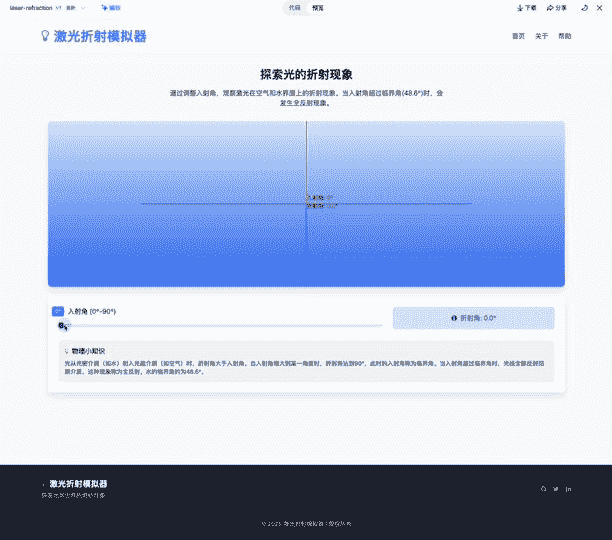 laser-refraction V1 最新 编辑 代码 预览 下载 分享
激光折射模拟器 首页 关于 帮助
探索光的折射现象
通过调整入射角，观察激光在空气和水界面上的折射现象。当入射角超过临界角(48.6°)时，会
发生全反射现象。
0° 入射角 (0°-90°)
折射角: 0.0°
物理小知识
光从光密介质（如水）射入光疏介质（如空气）时，折射角大于入射角。当入射角增大到某一角度时，折射角达到90°，此时的入射角称为临界角。当入射角超过临界角时，光线全部反射回
原介质，这种现象称为全反射。水的临界角约为48.6°。
激光折射模拟器